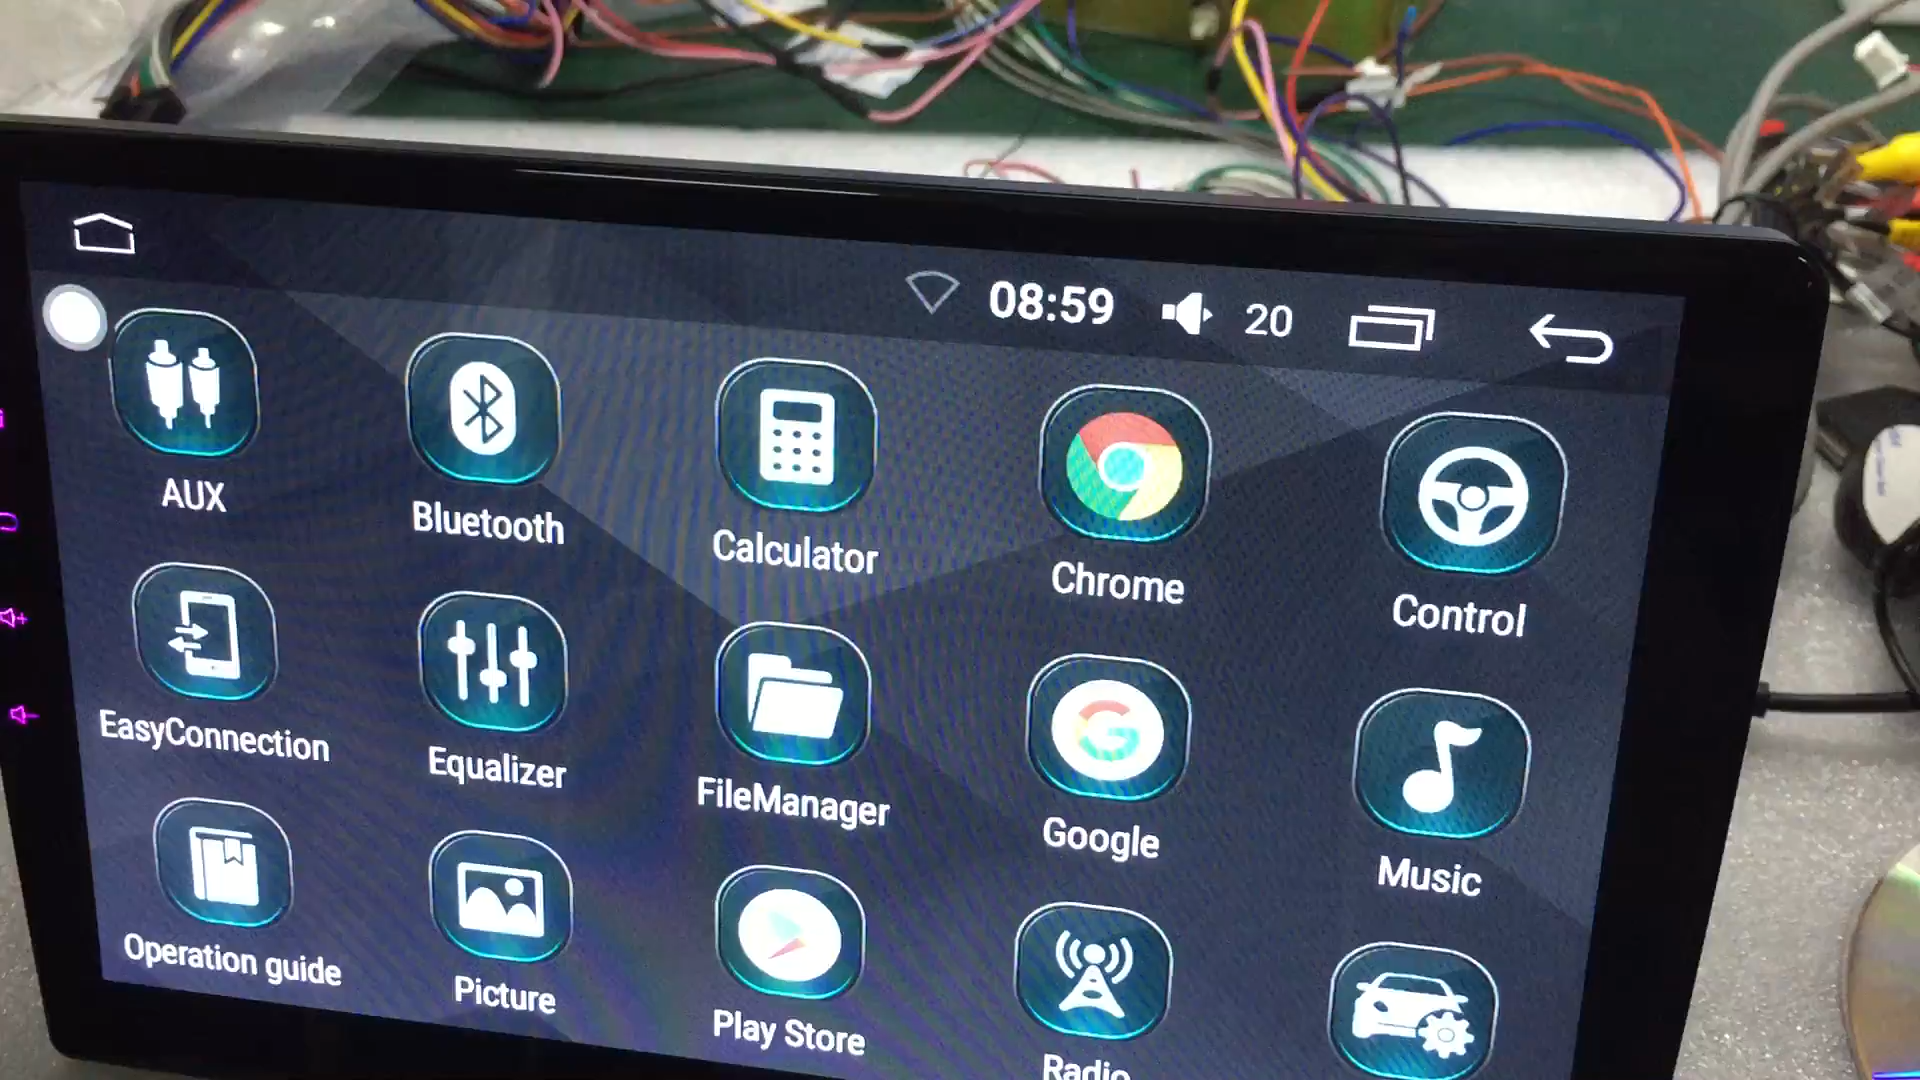 08:59
20
AUX
Bluetooth
Calculator
Chrome
Control
EasyConnection
Equalizer
FileManager
Google
Music
Operation guide
Picture
Play Store
Radio